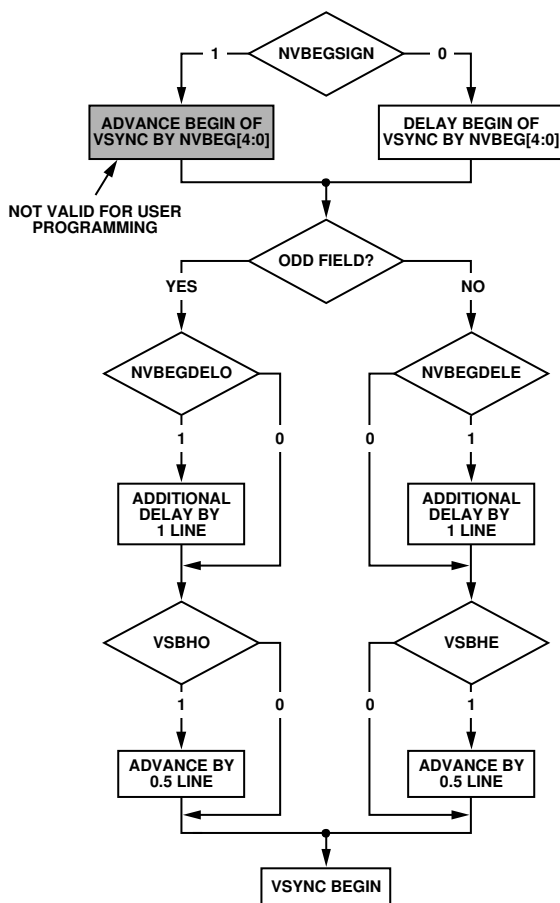 NVBEGSIGN
1
0
ADVANCE BEGIN OF
VSYNC BY NVBEG[4:0]
DELAY BEGIN OF
VSYNC BY NVBEG[4:0]
NOT VALID FOR USER
PROGRAMMING
ODD FIELD?
YES
NO
NVBEGDELO
NVBEGDELE
1
0
0
1
ADDITIONAL
DELAY BY
1 LINE
ADDITIONAL
DELAY BY
1 LINE
VSBHO
VSBHE
1
0
0
1
ADVANCE BY
0.5 LINE
ADVANCE BY
0.5 LINE
VSYNC BEGIN